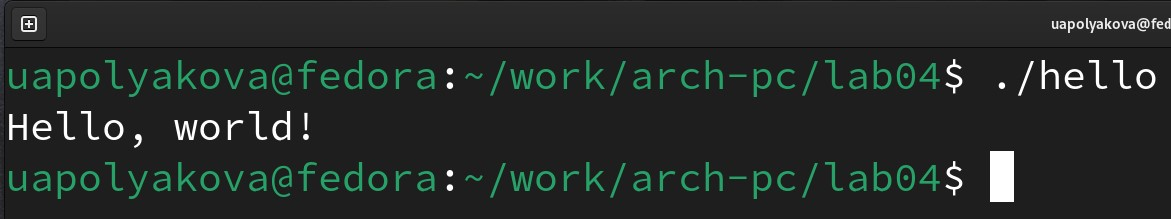 uapolyakova@fed
uapolyakova@fedora:~/work/arch-pc/lab04$ ./hello
Hello, world!
uapolyakova@fedora:~/work/arch-pc/lab04$